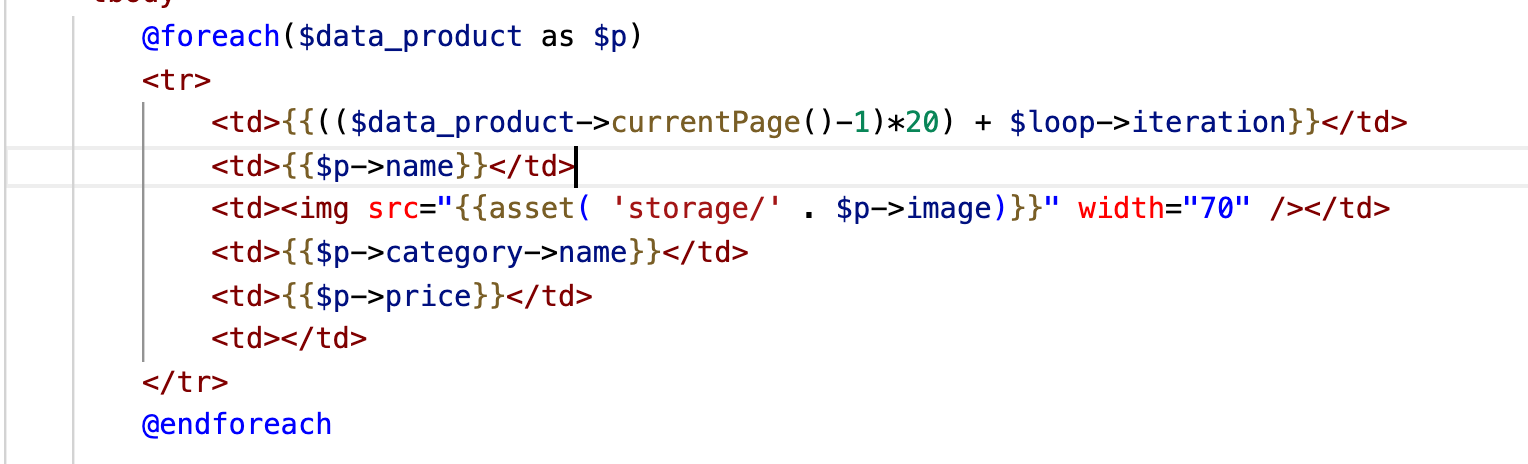 @foreach($data_product as $p)
<tr>
<td>{{(($data_product->currentPage()-1)*20) + $loop->iteration}}</td>
<td>{{$p->name}}</td>
<td><img src="{{asset( 'storage/' . $p->image)}}" width="70" /></td>
<td>{{$p->category->name}}</td>
<td>{{$p->price}}</td>
<td></td>
</tr>
@endforeach